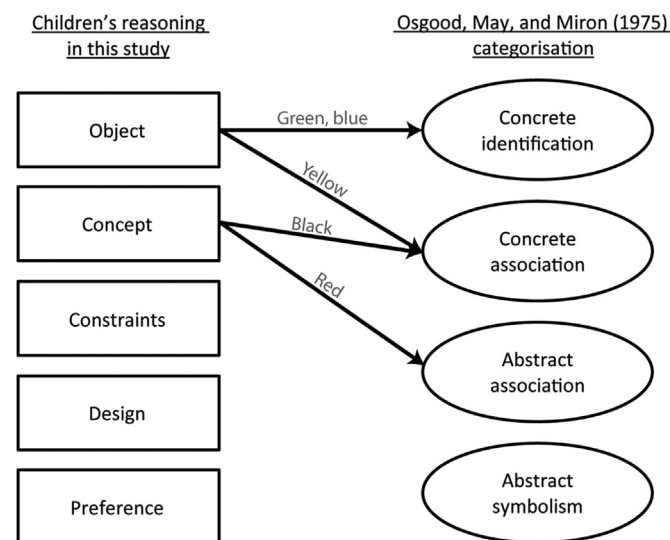 Children's reasoning
in this study
Osgood, May, and Miron (1975)
categorisation
Object
Concept
Constraints
Design
Preference
Green, blue
Yellow
Black
Red
Concrete
identification
Concrete
association
Abstract
association
Abstract
symbolism